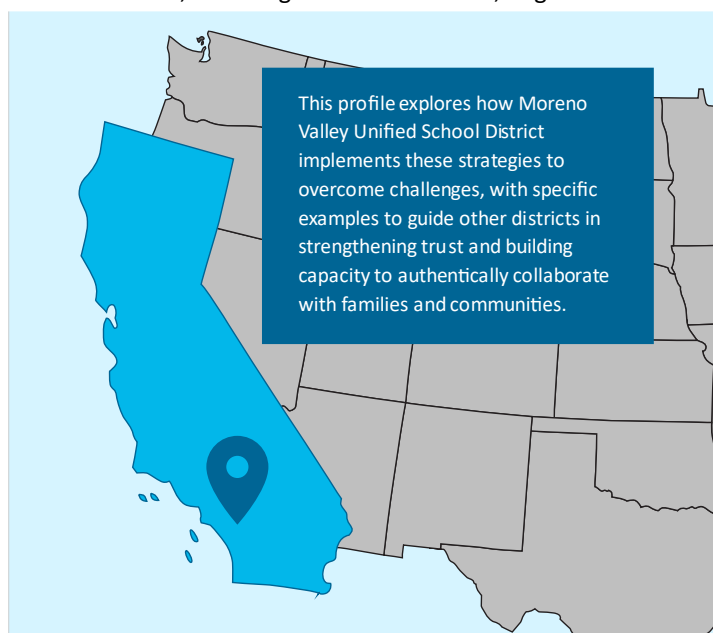 This profile explores how Moreno
Valley Unified School District
implements these strategies to
overcome challenges, with specific
examples to guide other districts in
strengthening trust and building
capacity to authentically collaborate
with families and communities.